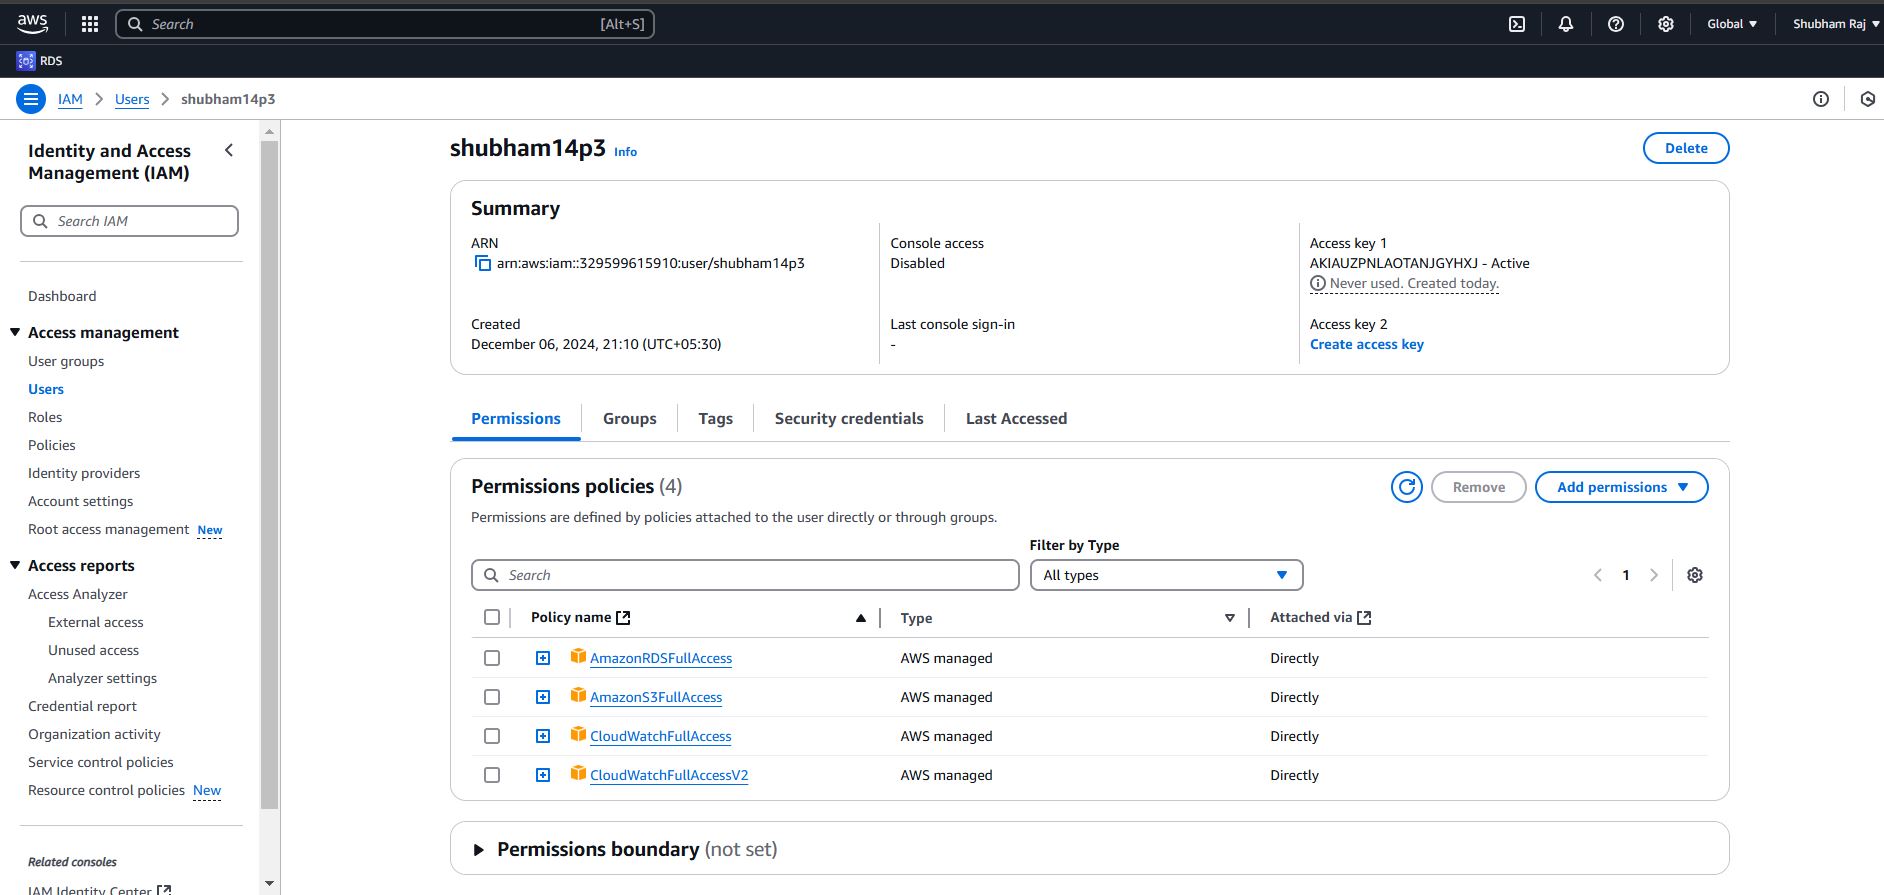 aws
Search [Alt+S]
Global
Shubham Raj
RDS
IAM
Users
shubham14p3
Identity and Access
Management (IAM)
Search IAM
Dashboard
Access management
User groups
Users
Roles
Policies
Identity providers
Account settings
Root access management New
Access reports
Access Analyzer
External access
Unused access
Analyzer settings
Credential report
Organization activity
Service control policies
Resource control policies New
Related consoles
IAM Identity Center
shubham14p3 Info
Delete
Summary
ARN
arn:aws:iam::329599615910:user/shubham14p3
Console access
Disabled
Access key 1
AKIAUZPNLAOTANJGYHXJ - Active
Never used. Created today.
Created
December 06, 2024, 21:10 (UTC+05:30)
Last console sign-in
-
Access key 2
Create access key
Permissions
Groups
Tags
Security credentials
Last Accessed
Permissions policies (4)
Remove
Add permissions
Permissions are defined by policies attached to the user directly or through groups.
Filter by Type
Search
All types
1
Policy name
Type
Attached via
AmazonRDSFullAccess AWS managed Directly
AmazonS3FullAccess AWS managed Directly
CloudWatchFullAccess AWS managed Directly
CloudWatchFullAccessV2 AWS managed Directly
Permissions boundary (not set)